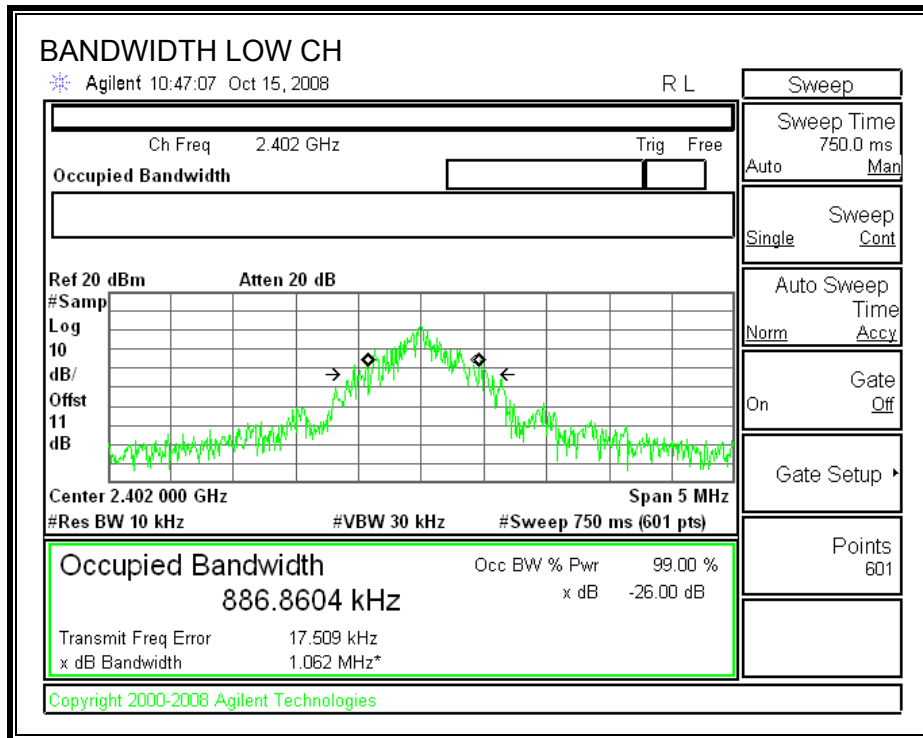 BANDWIDTH LOW CH
Agilent 10:47:07 Oct 15, 2008 R L
Ch Freq 2.402 GHz Trig Free
Occupied Bandwidth
Ref 20 dBm Atten 20 dB
#Samp
Log
10
dB/
Offst
11
dB
Center 2.402 000 GHz Span 5 MHz
#Res BW 10 kHz #VBW 30 kHz #Sweep 750 ms (601 pts)
Occupied Bandwidth Occ BW % Pwr 99.00 %
886.8604 kHz x dB -26.00 dB
Transmit Freq Error 17.509 kHz
x dB Bandwidth 1.062 MHz*
Copyright 2000-2008 Agilent Technologies
Sweep
Sweep Time
750.0 ms
Auto Man
Sweep
Single Cont
Auto Sweep
Time
Norm Accy
Gate
On Off
Gate Setup
Points
601